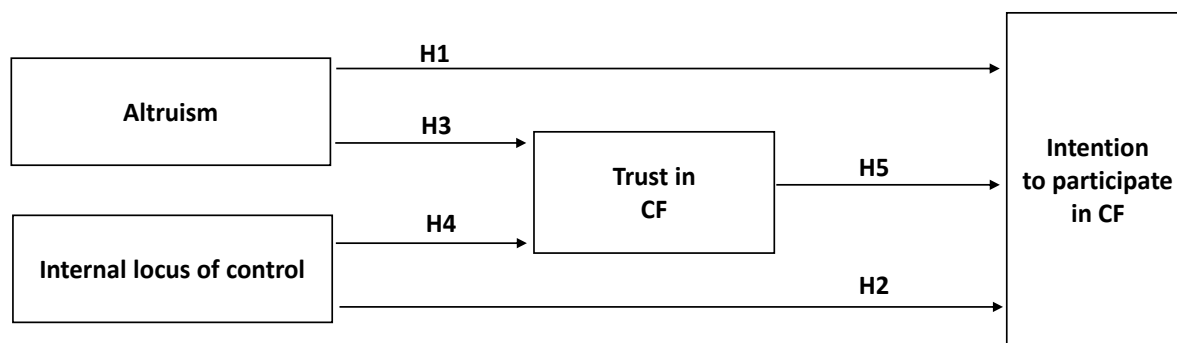 H1
Altruism
H3
Trust in
CF
H5
Intention
to participate
in CF
H4
Internal locus of control
H2